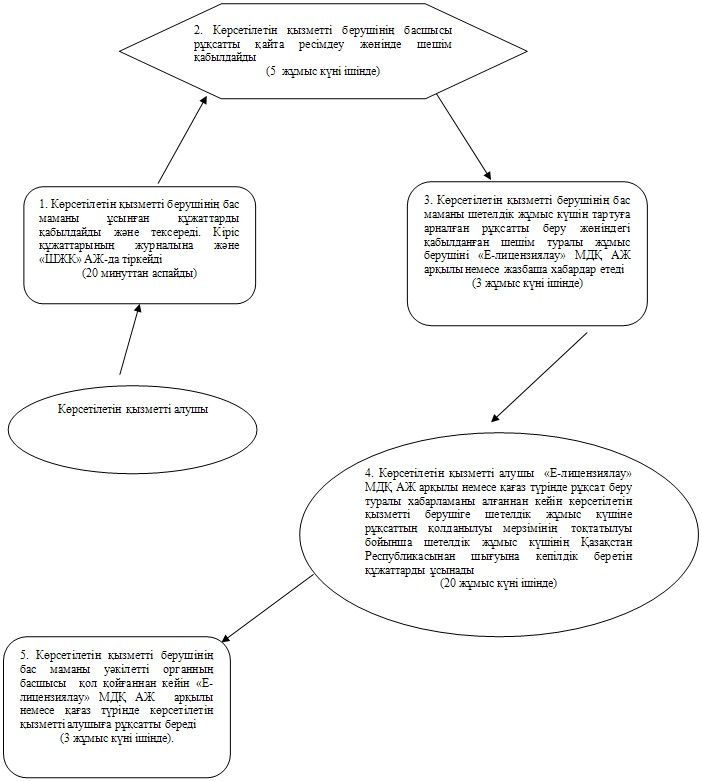 2. Көрсетілетін қызметті берушінің басшысы
рұқсатты қайта ресімдеу жөнінде шешім
қабылдайды
(5 жұмыс күні ішінде)
1. Көрсетілетін қызметті берушінің бас
маманы ұсынған құжаттарды
қабылдайды және тексереді. Кіріс
құжаттарының журналына және
«ШЖК» АЖ-да тіркейді
(20 минуттан аспайды)
3. Көрсетілетін қызметті берушінің бас
маманы шетелдік жұмыс күшін тартуға
арналған рұқсатты беру жөніндегі
қабылданған шешім туралы жұмыс
берушіні «Е-лицензиялау» МДҚ АЖ
арқылы немесе жазбаша хабардар етеді
(3 жұмыс күні ішінде)
Көрсетілетін қызметті алушы
4. Көрсетілетін қызметті алушы «Е-лицензиялау»
МДҚ АЖ арқылы немесе қағаз түрінде рұқсат беру
туралы хабарламаны алғаннан кейін көрсетілетін
қызметті берушіге шетелдік жұмыс күшіне
рұқсаттың қолданылуы мерзімінің тоқтатылуы
бойынша шетелдік жұмыс күшінің Қазақстан
Республикасынан шығуына кепілдік беретін
құжаттарды ұсынады
(20 жұмыс күні ішінде)
5. Көрсетілетін қызметті берушінің
бас маманы уәкілетті органның
басшысы қол қойғаннан кейін «Е-
лицензиялау» МДҚ АЖ арқылы
немесе қағаз түрінде көрсетілетін
қызметті алушыға рұқсатты береді
(3 жұмыс күні ішінде).